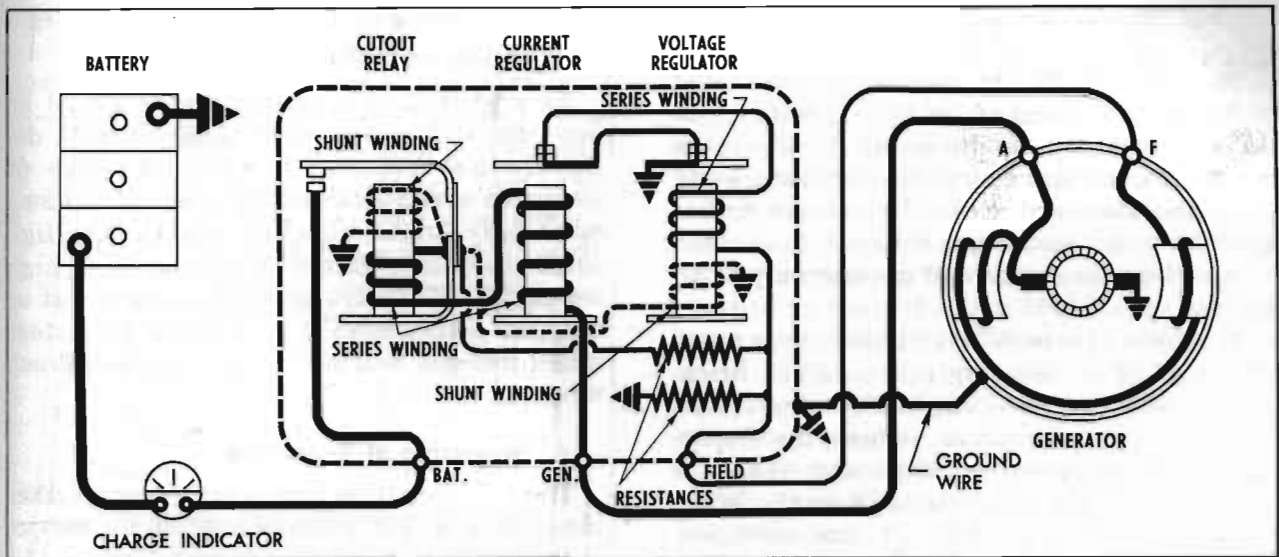 BATTERY
CUTOUT
RELAY
CURRENT
REGULATOR
VOLTAGE
REGULATOR
SERIES WINDING
SHUNT WINDING
A
F
SERIES WINDING
SHUNT WINDING
BAT.
GEN.
FIELD
RESISTANCES
GROUND
WIRE
GENERATOR
CHARGE INDICATOR